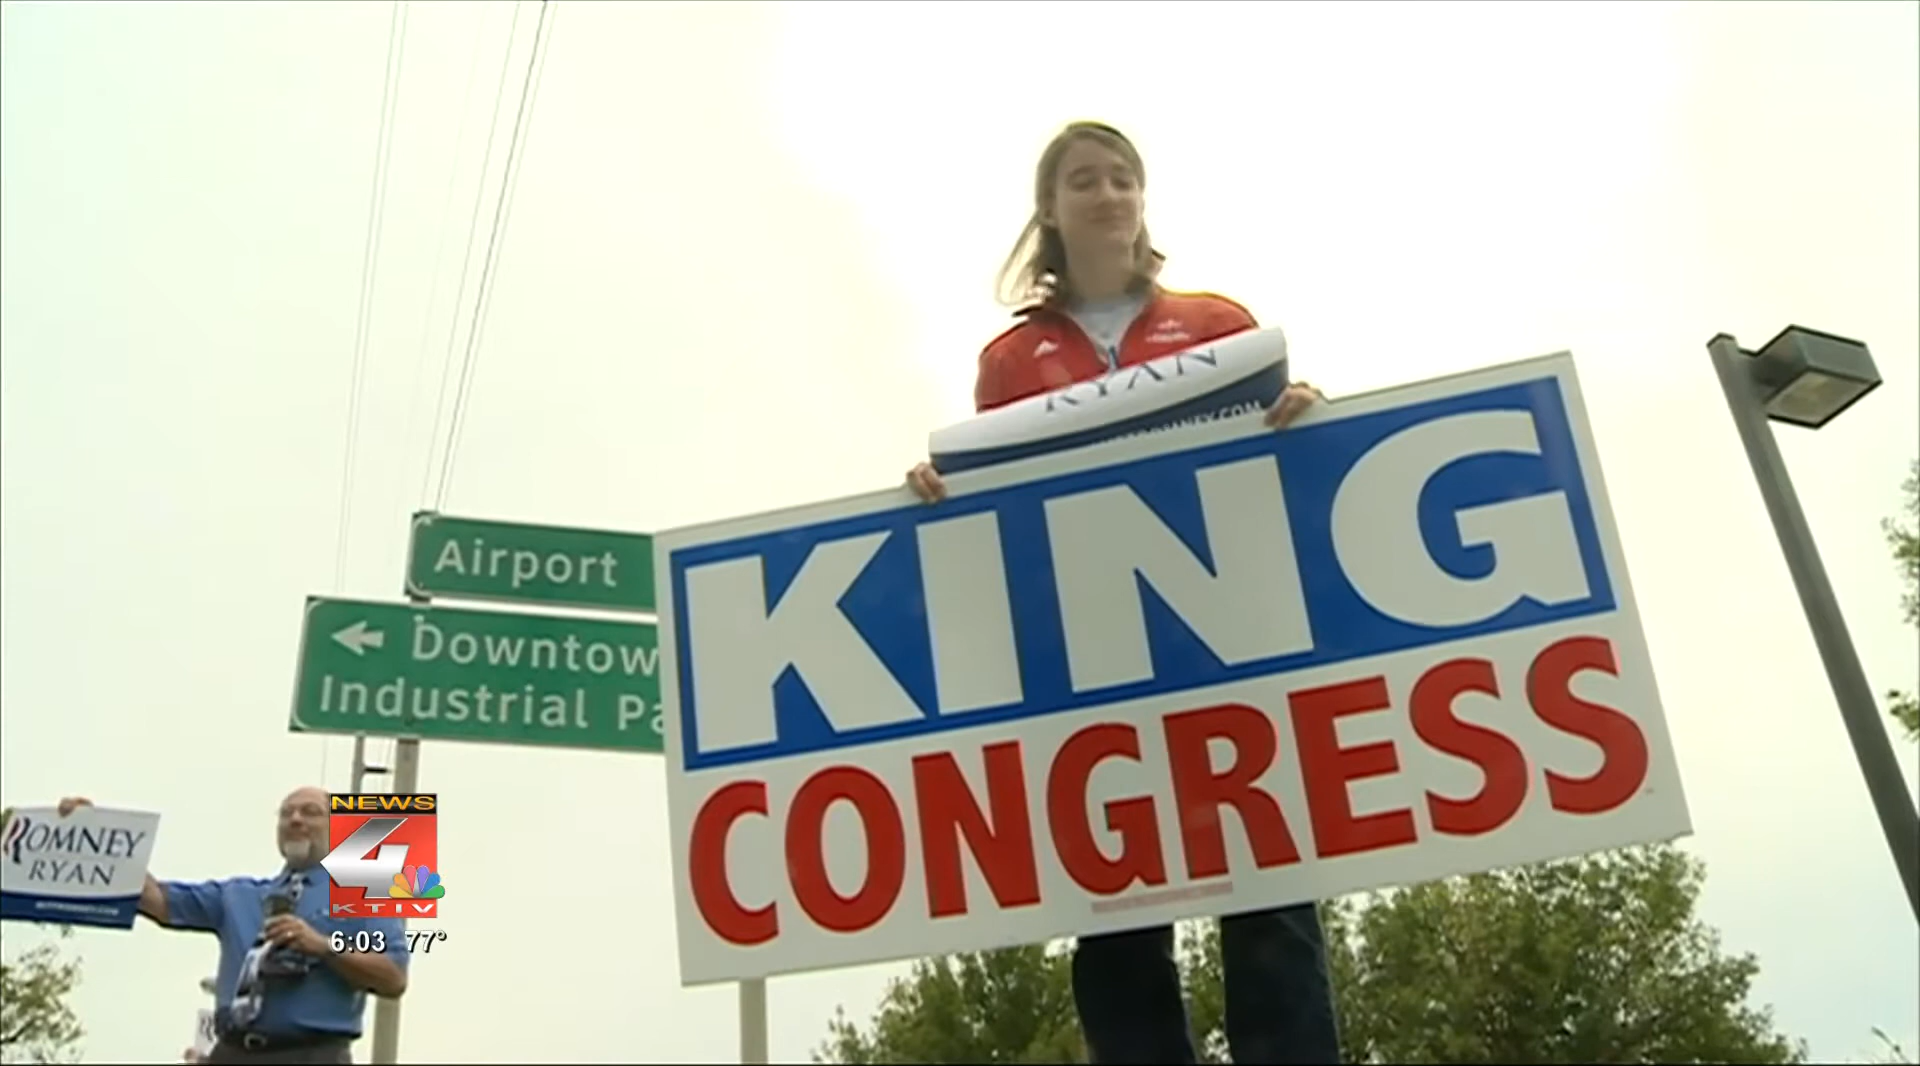 RYAN
KING
CONGRESS
Airport
Downtow
Industrial Pa
ROMNEY
RYAN
NEWS
4
KTIV
6:03 77°